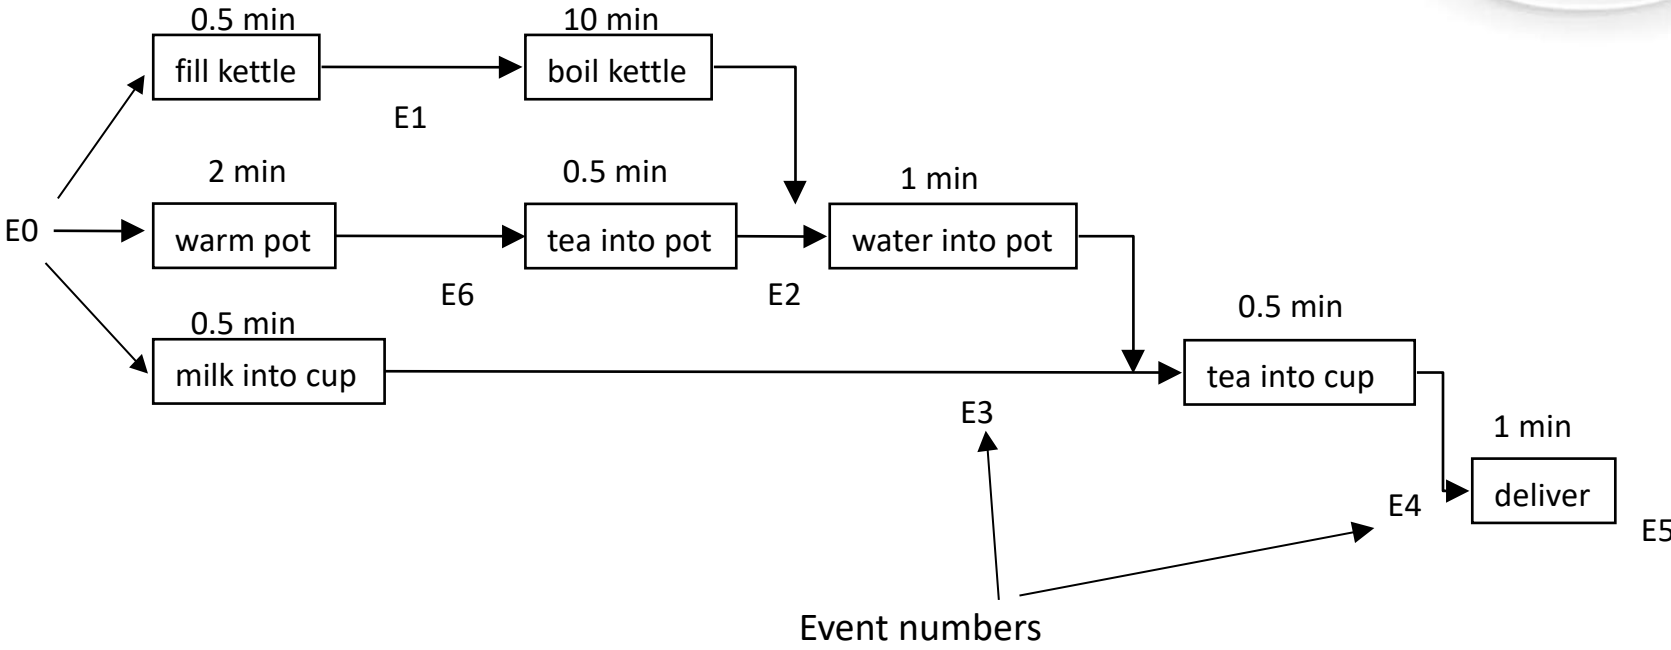 0.5 min
10 min
fill kettle
boil kettle
E1
2 min
0.5 min
1 min
E0
warm pot
tea into pot
water into pot
E6
E2
0.5 min
0.5 min
milk into cup
tea into cup
E3
1 min
deliver
E4
E5
Event numbers